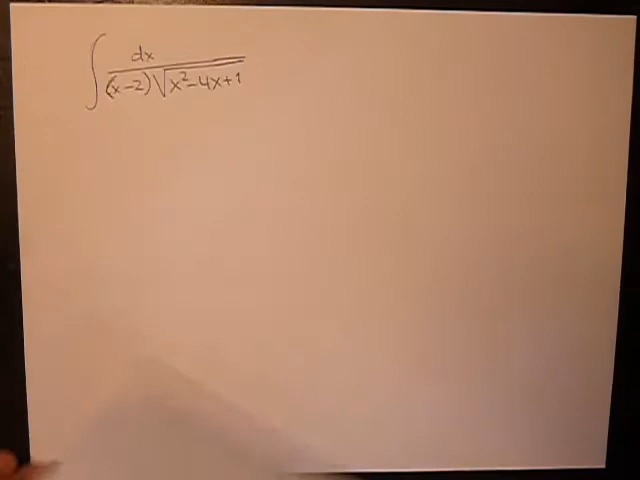 ∫ dx / ((x-2)√(x²-4x+1))